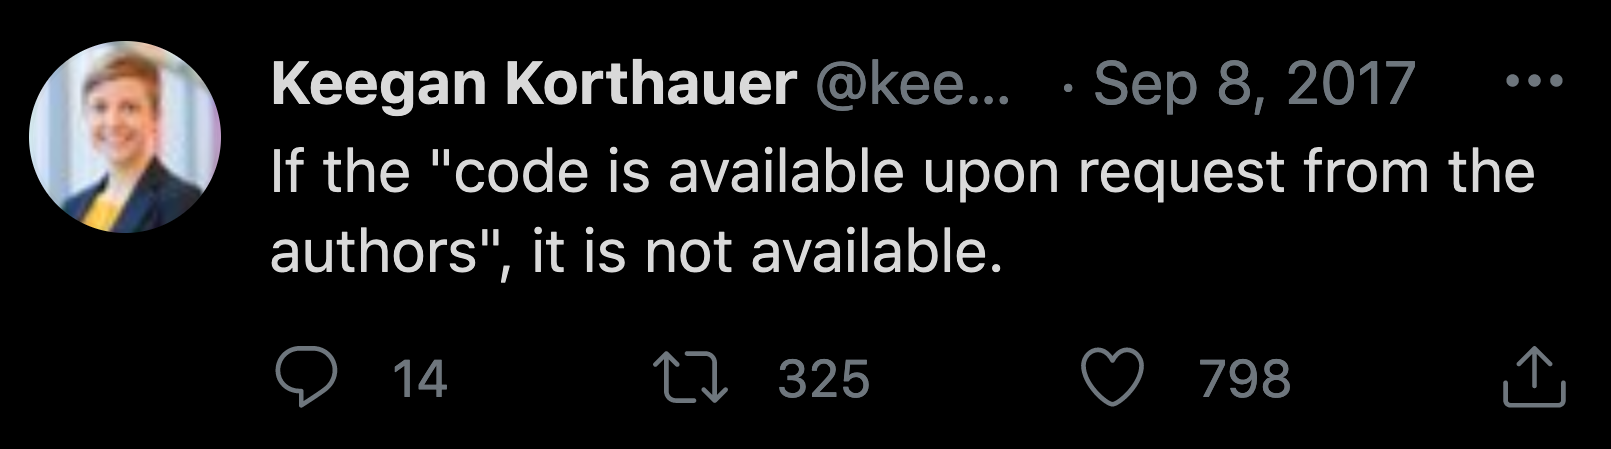 Keegan Korthauer @kee... · Sep 8, 2017
If the "code is available upon request from the
authors", it is not available.
14 325 798